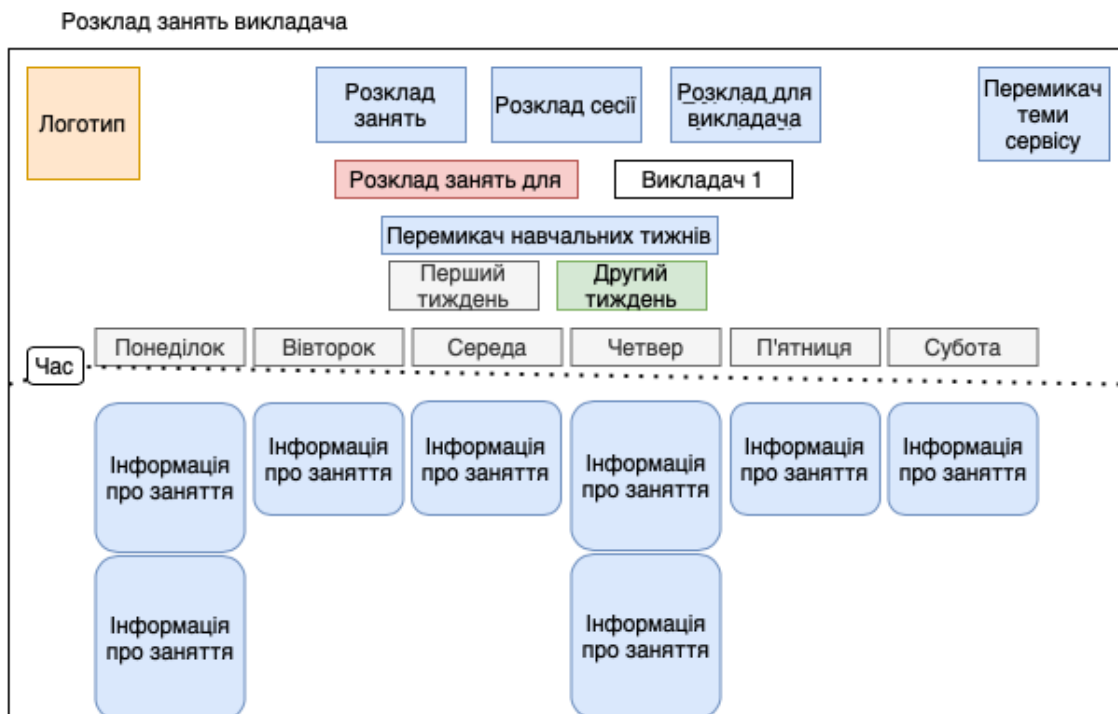 Розклад занять викладача
Логотип
Розклад
занять
Розклад сесії
Розклад для
викладача
Перемикач
теми
сервісу
Розклад занять для
Викладач 1
Перемикач навчальних тижнів
Перший
тиждень
Другий
тиждень
Час
Понеділок
Вівторок
Середа
Четвер
П'ятниця
Субота
Інформація
про заняття
Інформація
про заняття
Інформація
про заняття
Інформація
про заняття
Інформація
про заняття
Інформація
про заняття
Інформація
про заняття
Інформація
про заняття